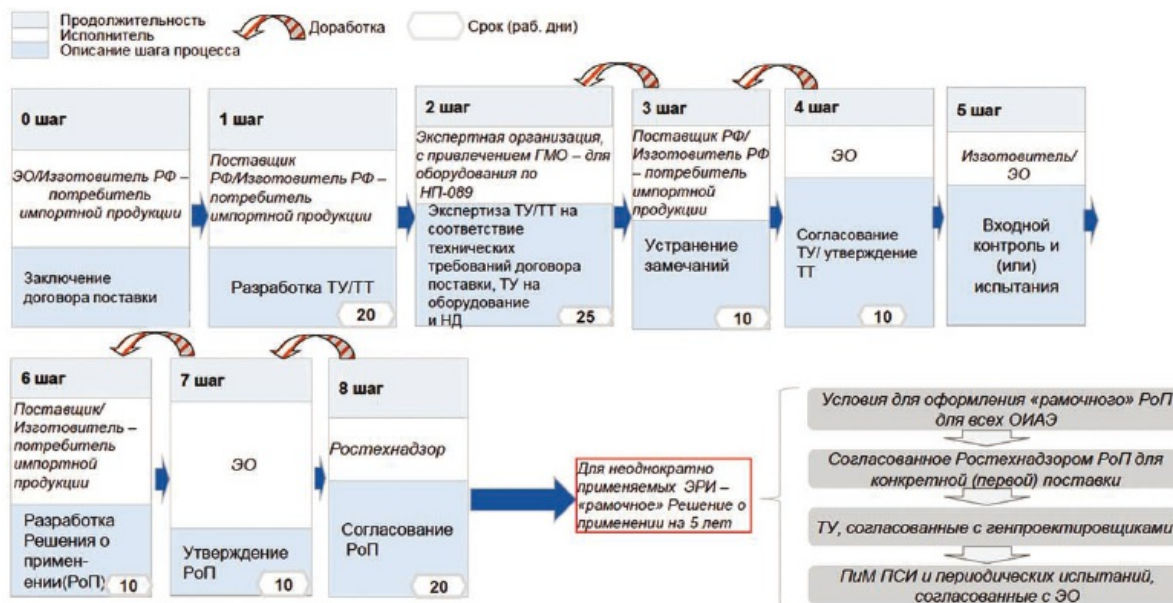 Продолжительность
Исполнитель
Описание шага процесса
Доработка
Срок (раб. дни)
0 шаг
ЭО/Изготовитель РФ –
потребитель
импортной продукции
Заключение
договора поставки
1 шаг
Поставщик
РФ/Изготовитель РФ –
потребитель
импортной продукции
Разработка ТУ/ТТ
20
2 шаг
Экспертная организация,
с привлечением ГМО – для
оборудования по
НП-089
Экспертиза ТУ/ТТ на
соответствие
технических
требований договора
поставки, ТУ на
оборудование
и НД
25
3 шаг
Поставщик РФ/
Изготовитель РФ
– потребитель
импортной
продукции
Устранение
замечаний
10
4 шаг
ЭО
Согласование
ТУ/ утверждение
ТТ
10
5 шаг
Изготовитель/
ЭО
Входной
контроль и
(или)
испытания
6 шаг
Поставщик/
Изготовитель –
потребитель
импортной
продукции
Разработка
Решения о
примен-
ении(РоП)
10
7 шаг
ЭО
Утверждение
РоП
10
8 шаг
Ростехнадзор
Согласование
РоП
20
Для неоднократно
применяемых ЭРИ –
«рамочное» Решение о
применении на 5 лет
Условия для оформления «рамочного» РоП
для всех ОИАЭ
Согласованное Ростехнадзором РоП для
конкретной (первой) поставки
ТУ, согласованные с генпроектировщиками
ПиМ ПСИ и периодических испытаний,
согласованные с ЭО